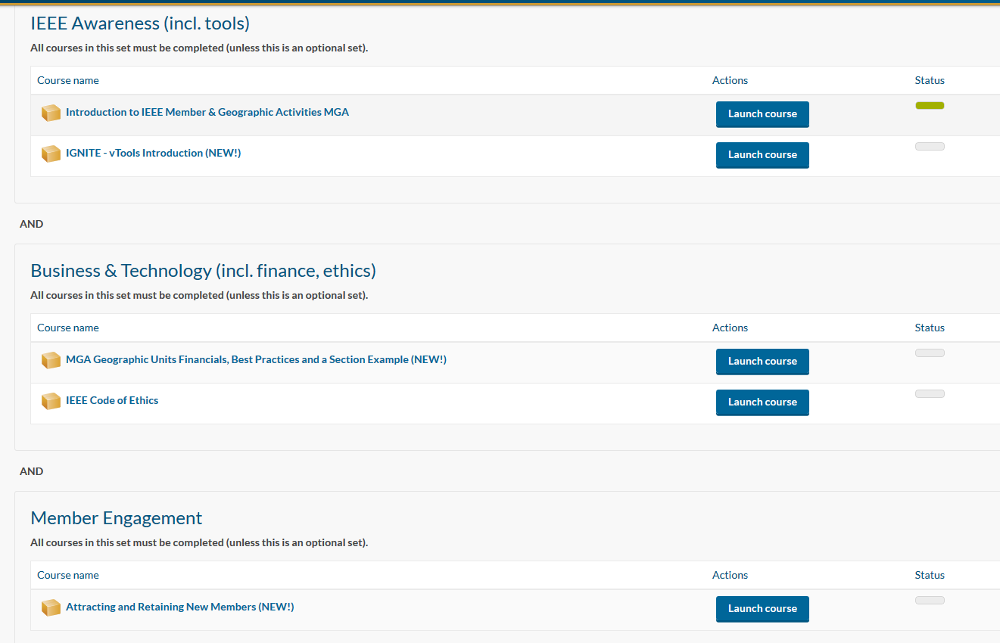 IEEE Awareness (incl. tools)
All courses in this set must be completed (unless this is an optional set).
Course name Actions Status
Introduction to IEEE Member & Geographic Activities MGA Launch course
IGNITE - vTools Introduction (NEW!) Launch course
AND
Business & Technology (incl. finance, ethics)
All courses in this set must be completed (unless this is an optional set).
Course name Actions Status
MGA Geographic Units Financials, Best Practices and a Section Example (NEW!) Launch course
IEEE Code of Ethics Launch course
AND
Member Engagement
All courses in this set must be completed (unless this is an optional set).
Course name Actions Status
Attracting and Retaining New Members (NEW!) Launch course